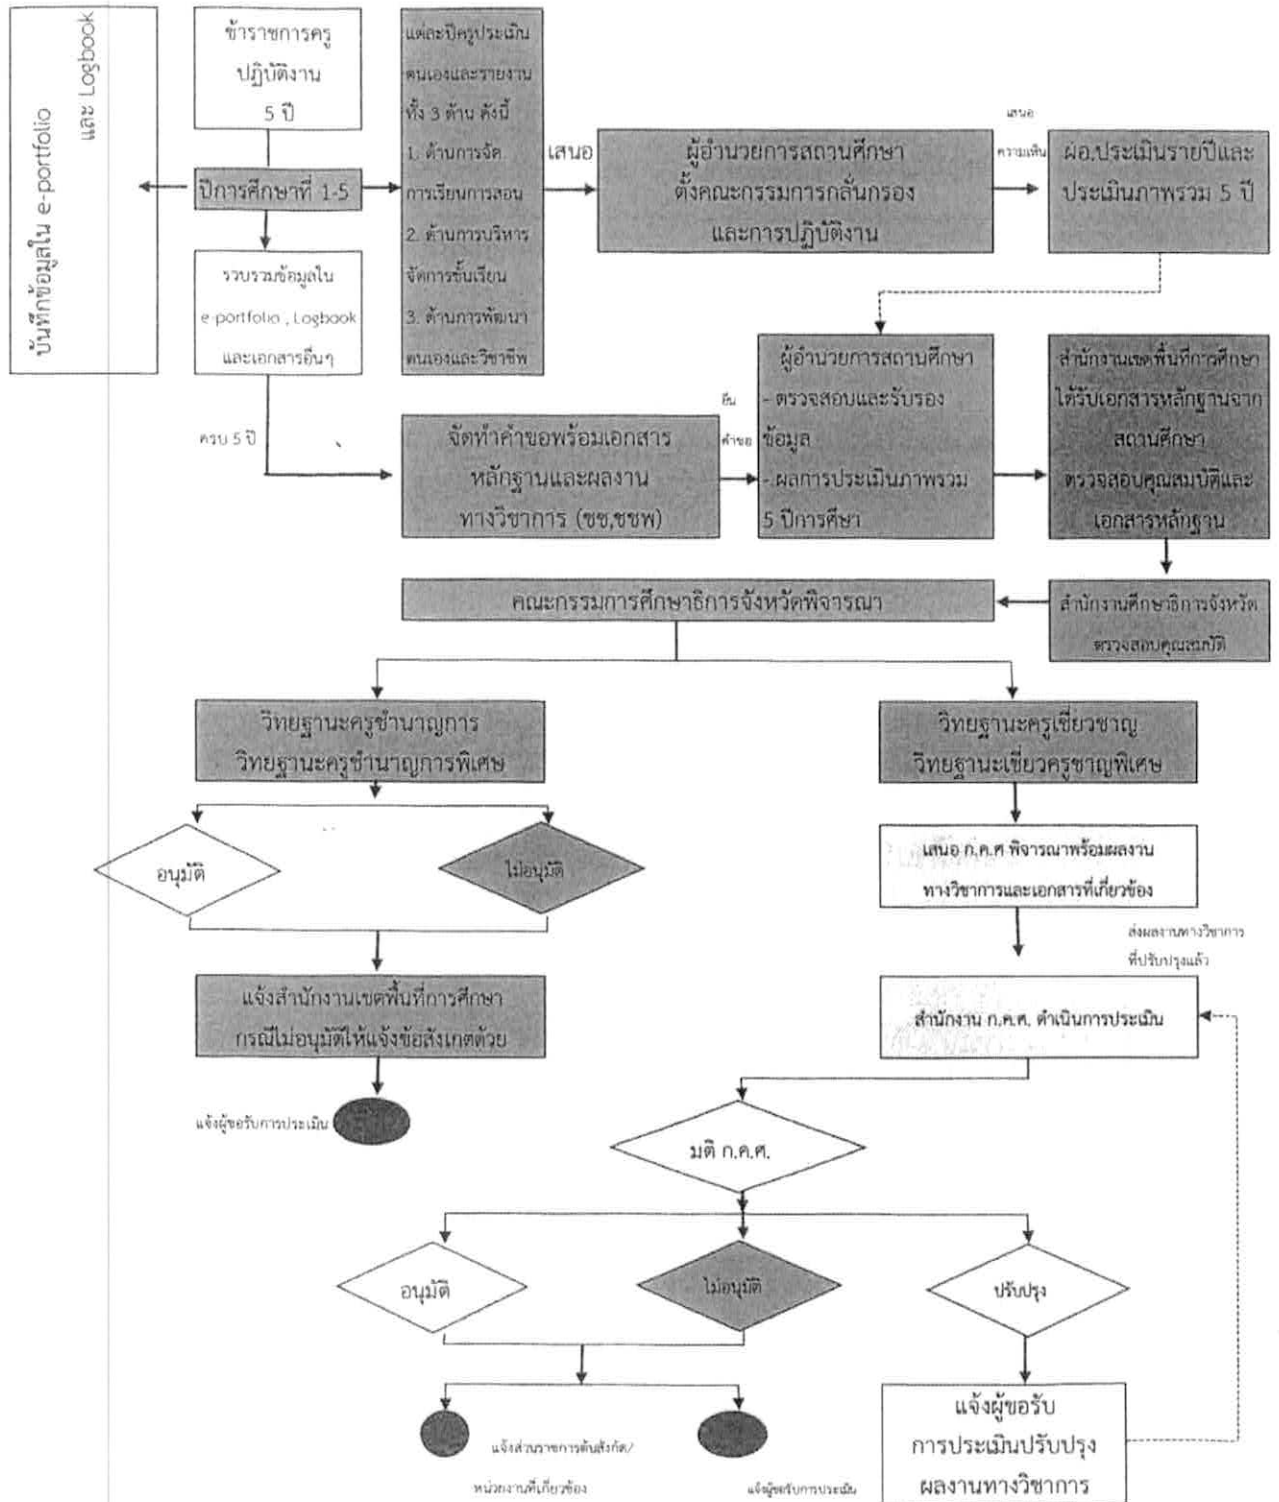 บันทึกข้อมูลใน e-portfolio
และ Logbook
ข้าราชการครู
ปฏิบัติงาน
5 ปี
ปีการศึกษาที่ 1-5
รวบรวมข้อมูลใน
e-portfolio , Logbook
และเอกสารอื่นๆ
แต่ละปีครูประเมิน
ตนเองและรายงาน
ทั้ง 3 ด้าน ดังนี้
1. ด้านการจัด
การเรียนการสอน
2. ด้านการบริหาร
จัดการชั้นเรียน
3. ด้านการพัฒนา
ตนเองและวิชาชีพ
เสนอ
ผู้อำนวยการสถานศึกษา
ตั้งคณะกรรมการกลั่นกรอง
และการปฏิบัติงาน
เสนอ
ความเห็น
ผ่อ.ประเมินรายปีและ
ประเมินภาพรวม 5 ปี
ครบ 5 ปี
จัดทำคำขอพร้อมเอกสาร
หลักฐานและผลงาน
ทางวิชาการ (ชช,ชชพ)
ยื่น
คำขอ
ผู้อำนวยการสถานศึกษา
- ตรวจสอบและรับรอง
ข้อมูล
- ผลการประเมินภาพรวม
5 ปีการศึษา
สำนักงานเขตพื้นที่การศึกษา
ได้รับเอกสารหลักฐานจาก
สถานศึกษา
ตรวจสอบคุณสมบัติและ
เอกสารหลักฐาน
คณะกรรมการศึกษาธิการจังหวัดพิจารณา
สำนักงานศึกษาธิการจังหวัด
ตรวจสอบคุณสมบัติ
วิทยฐานะครูชำนาญการ
วิทยฐานะครูชำนาญการพิเศษ
วิทยฐานะครูเชี่ยวชาญ
วิทยฐานะเชี่ยวครูชาญพิเศษ
อนุมัติ
ไม่อนุมัติ
เสนอ ก.ค.ศ พิจารณาพร้อมผลงาน
ทางวิชาการและเอกสารที่เกี่ยวข้อง
ส่งผลงานทางวิชาการ
ที่ปรับปรุงแล้ว
แจ้งสำนักงานเขตพื้นที่การศึกษา
กรณีไม่อนุมัติให้แจ้งข้อสังเกตด้วย
สำนักงาน ก.ค.ศ. ดำเนินการประเมิน
แจ้งผู้ขอรับการประเมิน
มติ ก.ค.ศ.
อนุมัติ
ไม่อนุมัติ
ปรับปรุง
แจ้งส่วนราชการต้นสังกัด/
หน่วยงานที่เกี่ยวข้อง
แจ้งผู้ขอรับการประเมิน
แจ้งผู้ขอรับ
การประเมินปรับปรุง
ผลงานทางวิชาการ